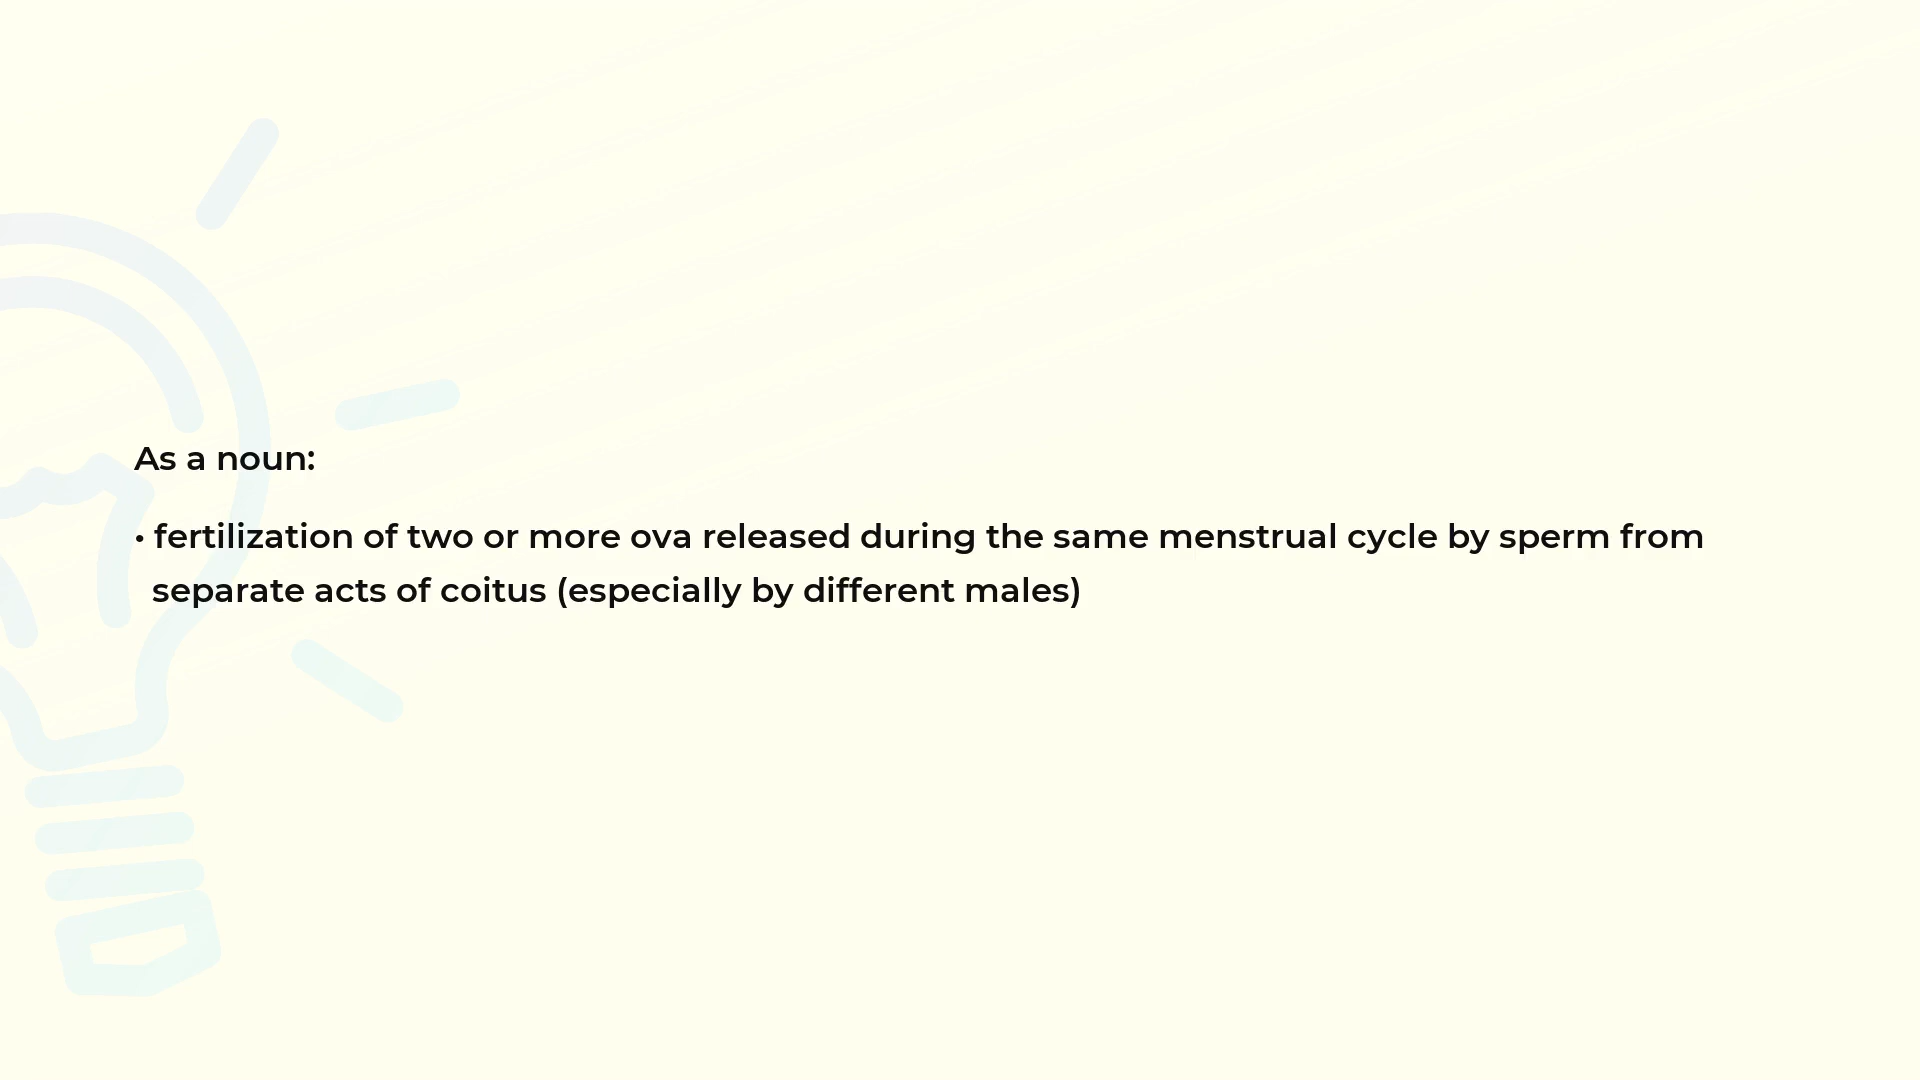 As a noun:
• fertilization of two or more ova released during the same menstrual cycle by sperm from
separate acts of coitus (especially by different males)